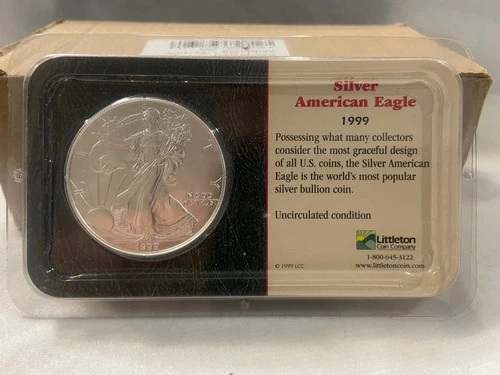 Silver
American Eagle
1999
Possessing what many collectors
consider the most graceful design
of all U.S. coins, the Silver American
Eagle is the world's most popular
silver bullion coin.
Uncirculated condition
Littleton
Coin Company
1-800-645-3122
© 1999 LCC
www.littletoncoin.com
1999